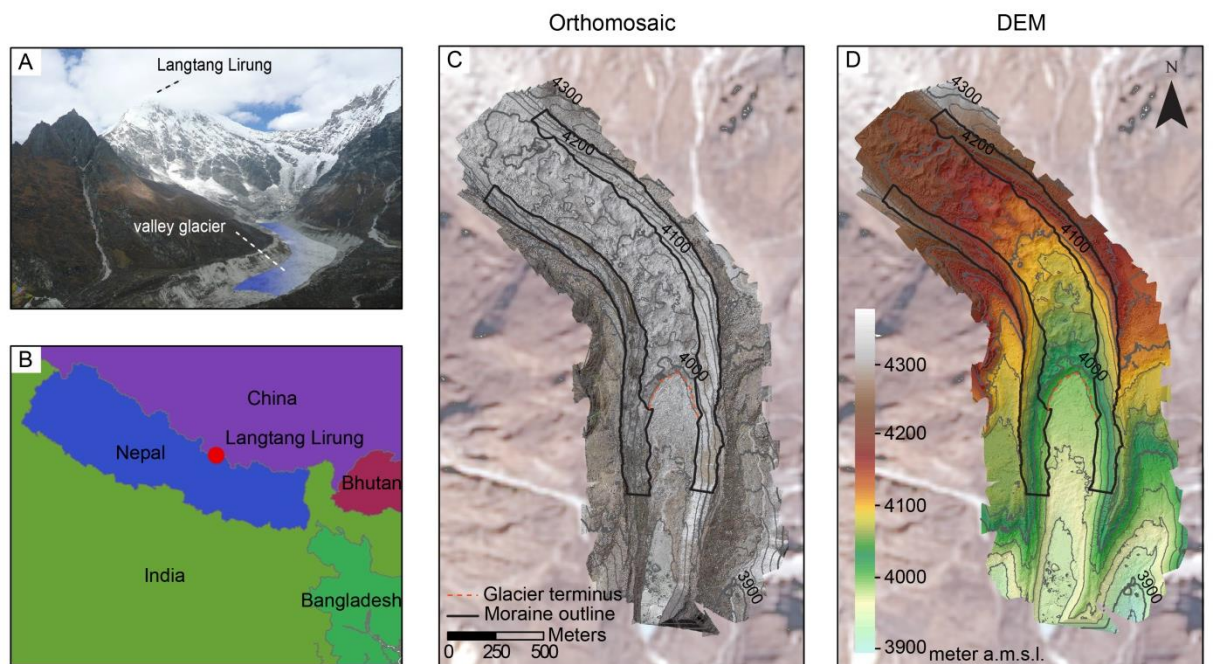 Orthomosaic
DEM
A
Langtang Lirung
valley glacier
B
China
Langtang Lirung
Nepal
Bhutan
India
Bangladesh
C
4300
4200
4100
4000
3900
Glacier terminus
Moraine outline
Meters
0 250 500
D
N
4300
4200
4100
4000
3900
4300
4200
4100
4000
3900
meter a.m.s.l.